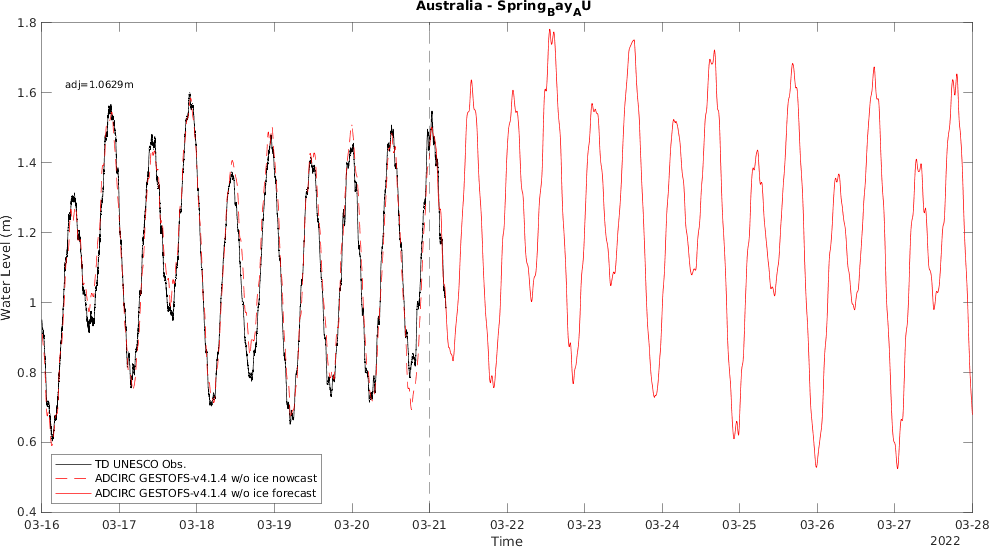 Australia - Spring_Bay_AU
1.8
1.6
1.4
1.2
1
0.8
0.6
0.4
Water Level (m)
adj=1.0629m
TD UNESCO Obs.
ADCIRC GESTOFS-v4.1.4 w/o ice nowcast
ADCIRC GESTOFS-v4.1.4 w/o ice forecast
03-16 03-17 03-18 03-19 03-20 03-21 03-22 03-23 03-24 03-25 03-26 03-27 03-28
Time
2022